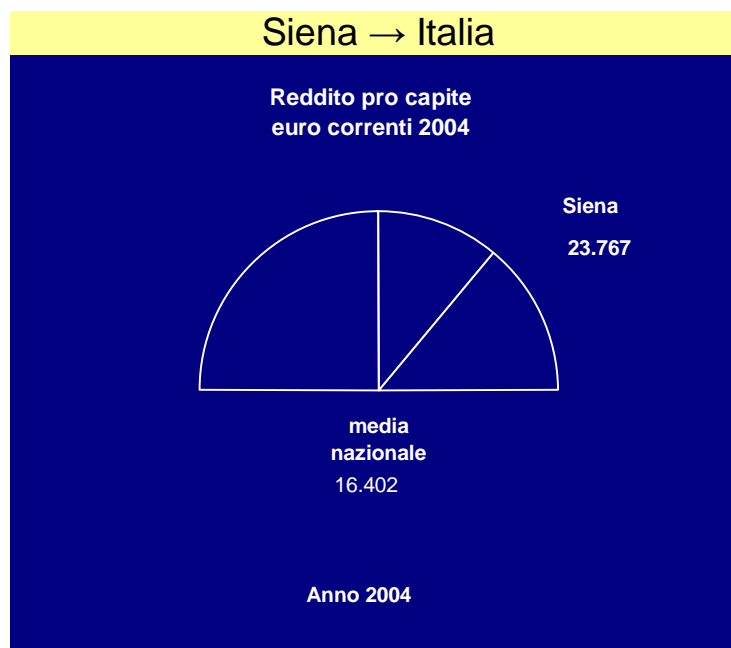 Siena → Italia
Reddito pro capite
euro correnti 2004
Siena
23.767
media
nazionale
16.402
Anno 2004